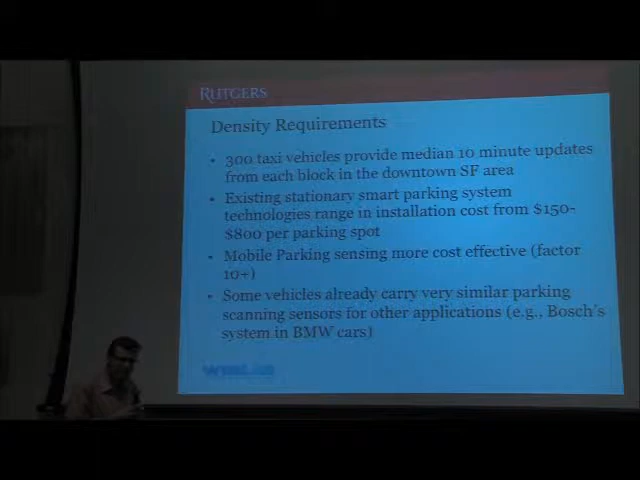 RUTGERS
Density Requirements
• 300 taxi vehicles provide median 10 minute updates
from each block in the downtown SF area
• Existing stationary smart parking system
technologies range in installation cost from $150-
$800 per parking spot
• Mobile Parking sensing more cost effective (factor
10+)
• Some vehicles already carry very similar parking
scanning sensors for other applications (e.g., Bosch's
system in BMW cars)
WINLAB